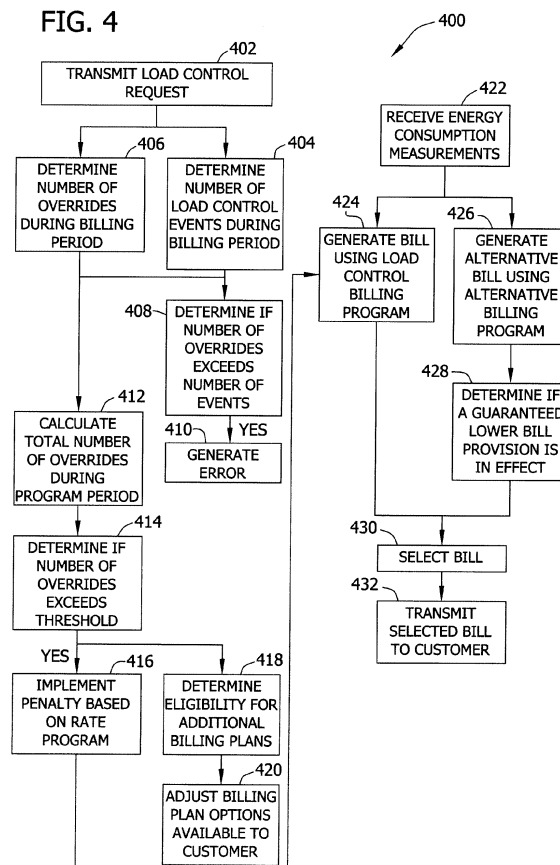 FIG. 4
400
402
TRANSMIT LOAD CONTROL
REQUEST
406
DETERMINE
NUMBER OF
OVERRIDES
DURING BILLING
PERIOD
404
DETERMINE
NUMBER OF
LOAD CONTROL
EVENTS DURING
BILLING PERIOD
408
DETERMINE IF
NUMBER OF
OVERRIDES
EXCEEDS
NUMBER OF
EVENTS
YES
410
GENERATE
ERROR
412
CALCULATE
TOTAL NUMBER
OF OVERRIDES
DURING
PROGRAM PERIOD
414
DETERMINE IF
NUMBER OF
OVERRIDES
EXCEEDS
THRESHOLD
YES
416
IMPLEMENT
PENALTY BASED
ON RATE
PROGRAM
418
DETERMINE
ELIGIBILITY FOR
ADDITIONAL
BILLING PLANS
420
ADJUST BILLING
PLAN OPTIONS
AVAILABLE TO
CUSTOMER
422
RECEIVE ENERGY
CONSUMPTION
MEASUREMENTS
424
GENERATE BILL
USING LOAD
CONTROL
BILLING
PROGRAM
426
GENERATE
ALTERNATIVE
BILL USING
ALTERNATIVE
BILLING
PROGRAM
428
DETERMINE IF
A GUARANTEED
LOWER BILL
PROVISION IS
IN EFFECT
430
SELECT BILL
432
TRANSMIT
SELECTED BILL
TO CUSTOMER